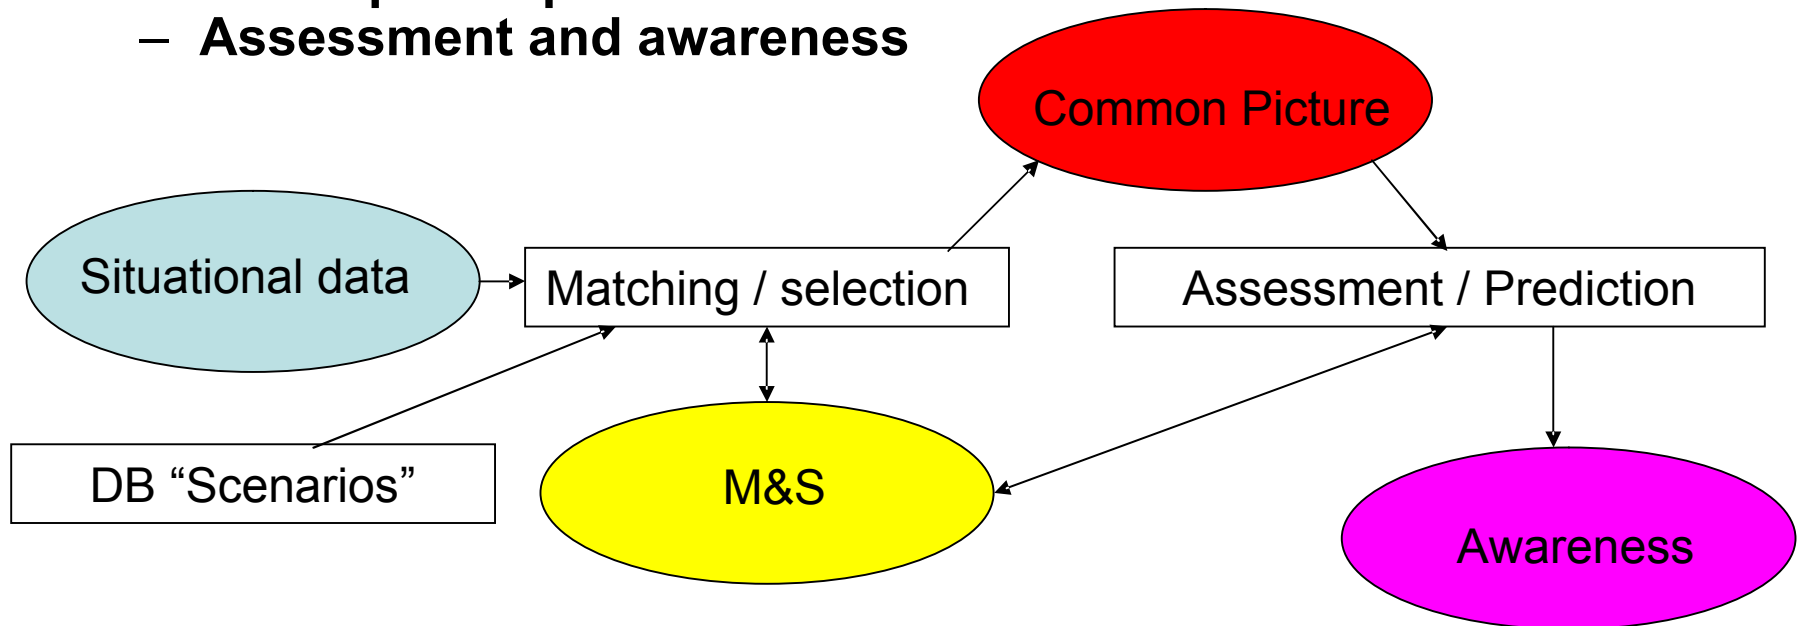 – Assessment and awareness
Common Picture
Situational data
Matching / selection
Assessment / Prediction
DB “Scenarios”
M&S
Awareness